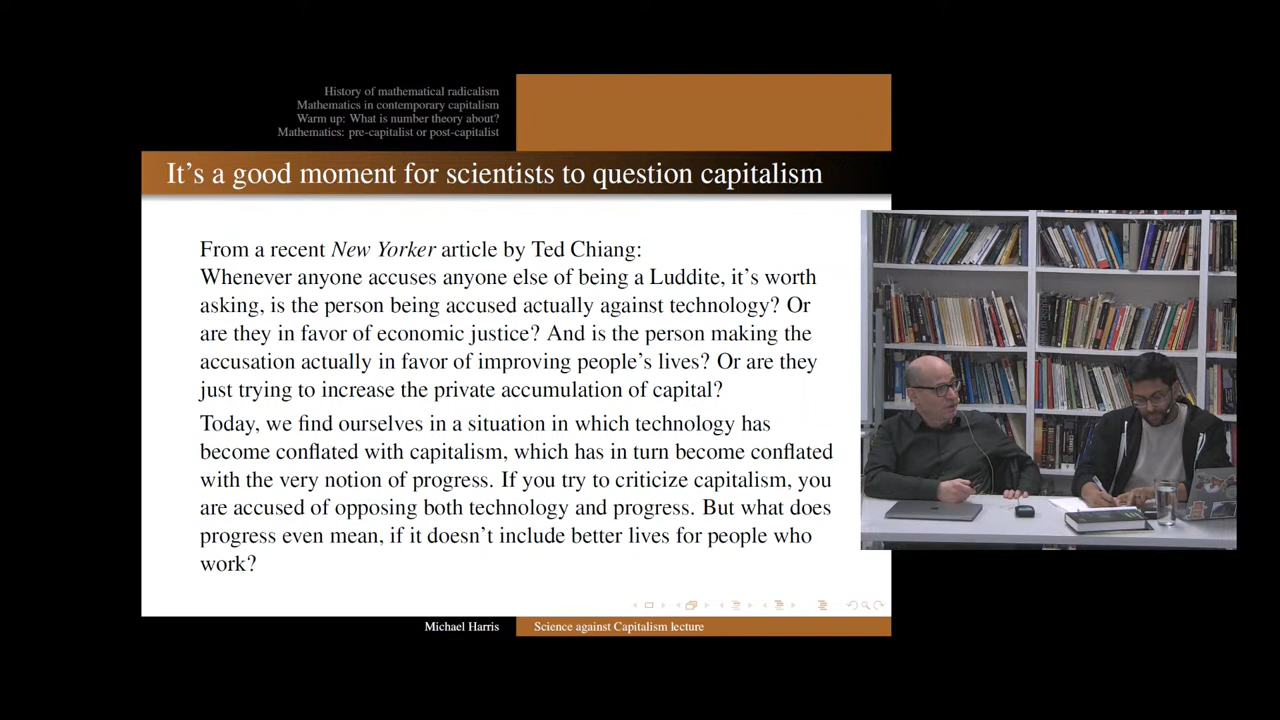 History of mathematical radicalism
Mathematics in contemporary capitalism
Warm up: What is number theory about?
Mathematics: pre-capitalist or post-capitalist
It’s a good moment for scientists to question capitalism
From a recent New Yorker article by Ted Chiang:
Whenever anyone accuses anyone else of being a Luddite, it’s worth
asking, is the person being accused actually against technology? Or
are they in favor of economic justice? And is the person making the
accusation actually in favor of improving people’s lives? Or are they
just trying to increase the private accumulation of capital?
Today, we find ourselves in a situation in which technology has
become conflated with capitalism, which has in turn become conflated
with the very notion of progress. If you try to criticize capitalism, you
are accused of opposing both technology and progress. But what does
progress even mean, if it doesn’t include better lives for people who
work?
Michael Harris
Science against Capitalism lecture